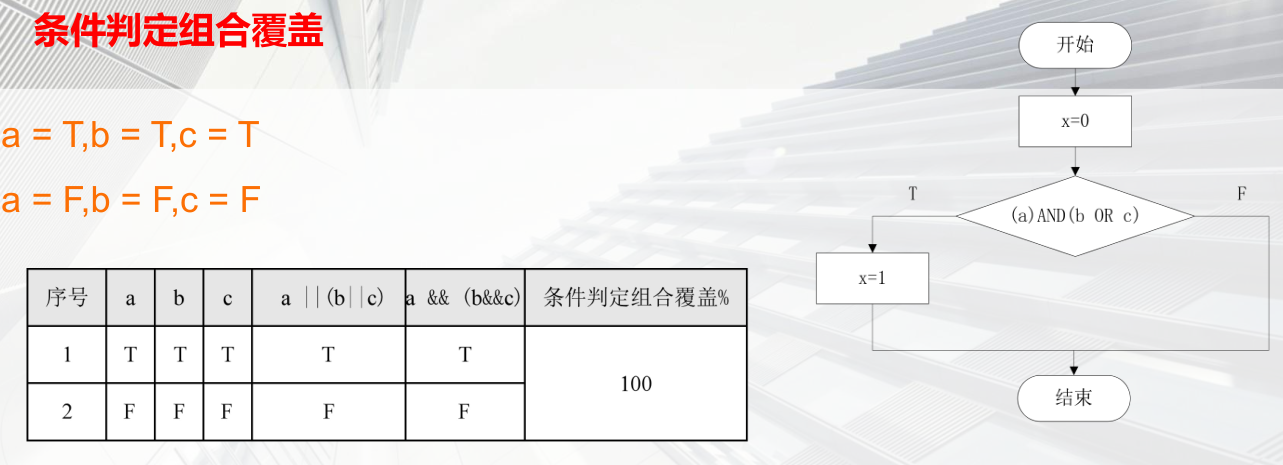 条件判定组合覆盖
a = T,b = T,c = T
a = F,b = F,c = F
序号 a b c a ||(b||c) a && (b&&c) 条件判定组合覆盖%
1 T T T T T
100
2 F F F F F
开始
x=0
T F
(a)AND(b OR c)
x=1
结束